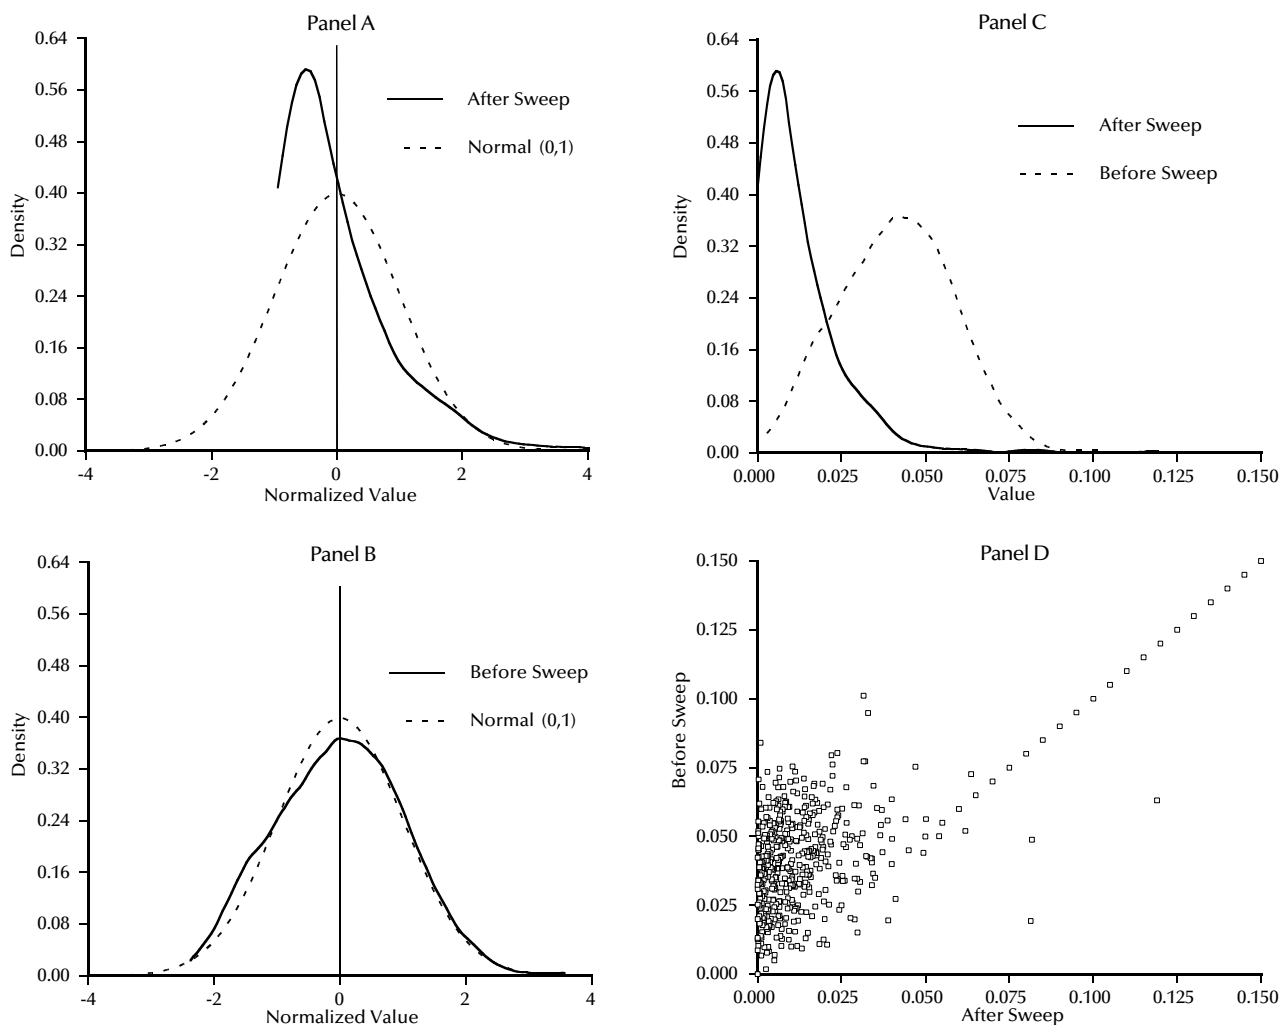 Panel A
0.64
0.56
0.48
0.40
0.32
0.24
0.16
0.08
0.00
Density
After Sweep
Normal (0,1)
-4 -2 0 2 4
Normalized Value
Panel C
0.64
0.56
0.48
0.40
0.32
0.24
0.16
0.08
0.00
Density
After Sweep
Before Sweep
0.000 0.025 0.050 0.075 0.100 0.125 0.150
Value
Panel B
0.64
0.56
0.48
0.40
0.32
0.24
0.16
0.08
0.00
Density
Before Sweep
Normal (0,1)
-4 -2 0 2 4
Normalized Value
Panel D
0.150
0.125
0.100
0.075
0.050
0.025
0.000
Before Sweep
0.000 0.025 0.050 0.075 0.100 0.125 0.150
After Sweep